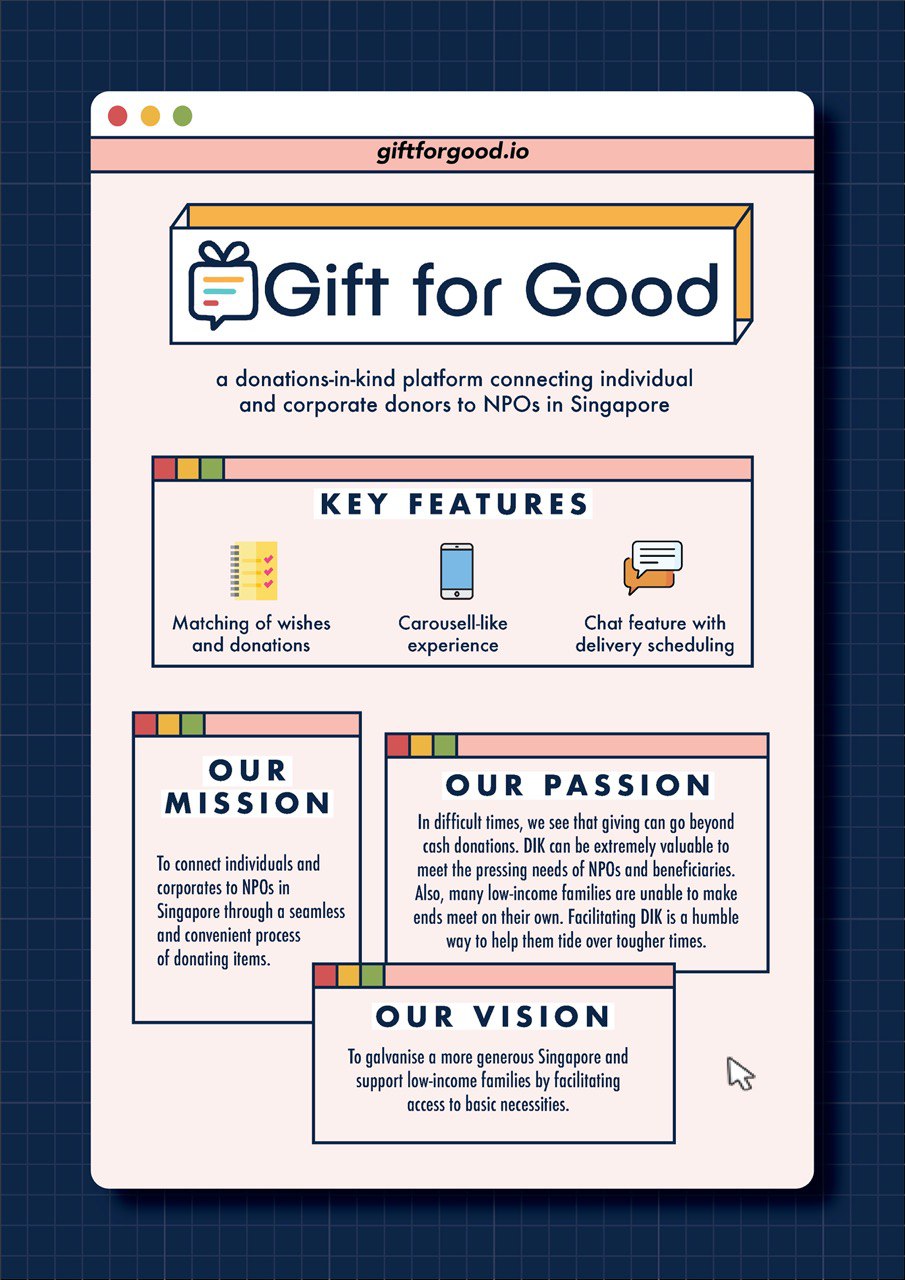 giftforgood.io
Gift for Good
a donations-in-kind platform connecting individual
and corporate donors to NPOs in Singapore
KEY FEATURES
Matching of wishes
and donations
Carousell-like
experience
Chat feature with
delivery scheduling
OUR
MISSION
To connect individuals and
corporates to NPOs in
Singapore through a seamless
and convenient process
of donating items.
OUR PASSION
In difficult times, we see that giving can go beyond
cash donations. DIK can be extremely valuable to
meet the pressing needs of NPOs and beneficiaries.
Also, many low-income families are unable to make
ends meet on their own. Facilitating DIK is a humble
way to help them tide over tougher times.
OUR VISION
To galvanise a more generous Singapore and
support low-income families by facilitating
access to basic necessities.